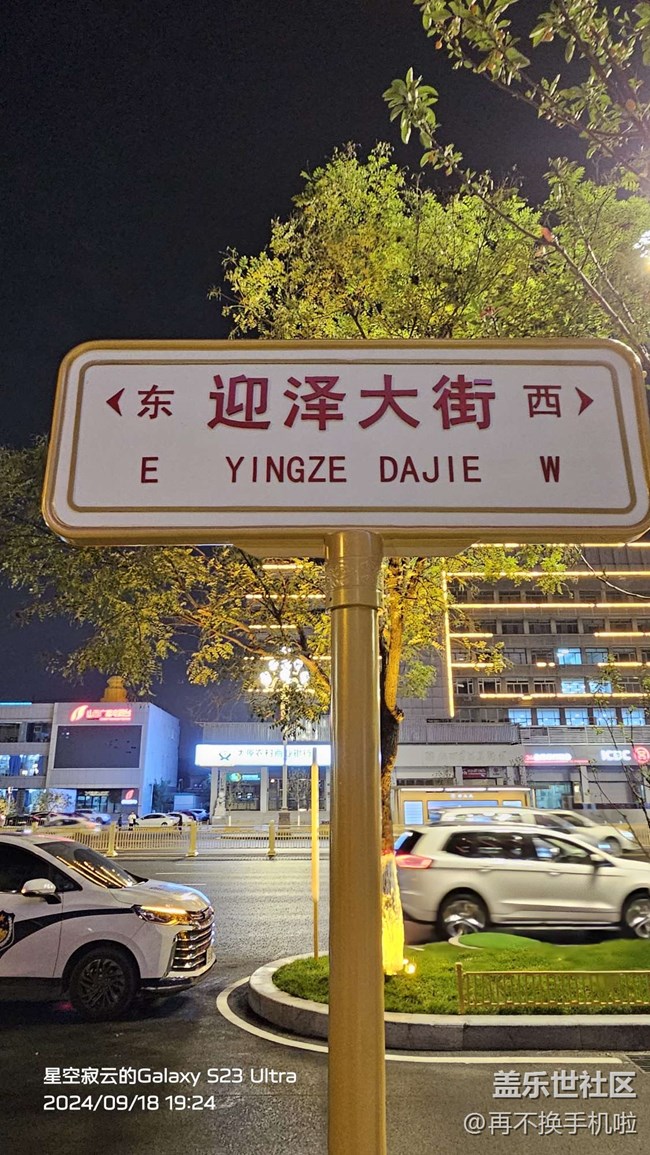 东 迎泽大街 西
E YINGZE DAJIE W
ICBC
星空寂云的Galaxy S23 Ultra
2024/09/18 19:24
盖乐世社区
@再不换手机啦